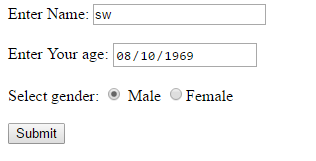 Enter Name: sw
Enter Your age: 08/10/1969
Select gender: Male Female
Submit